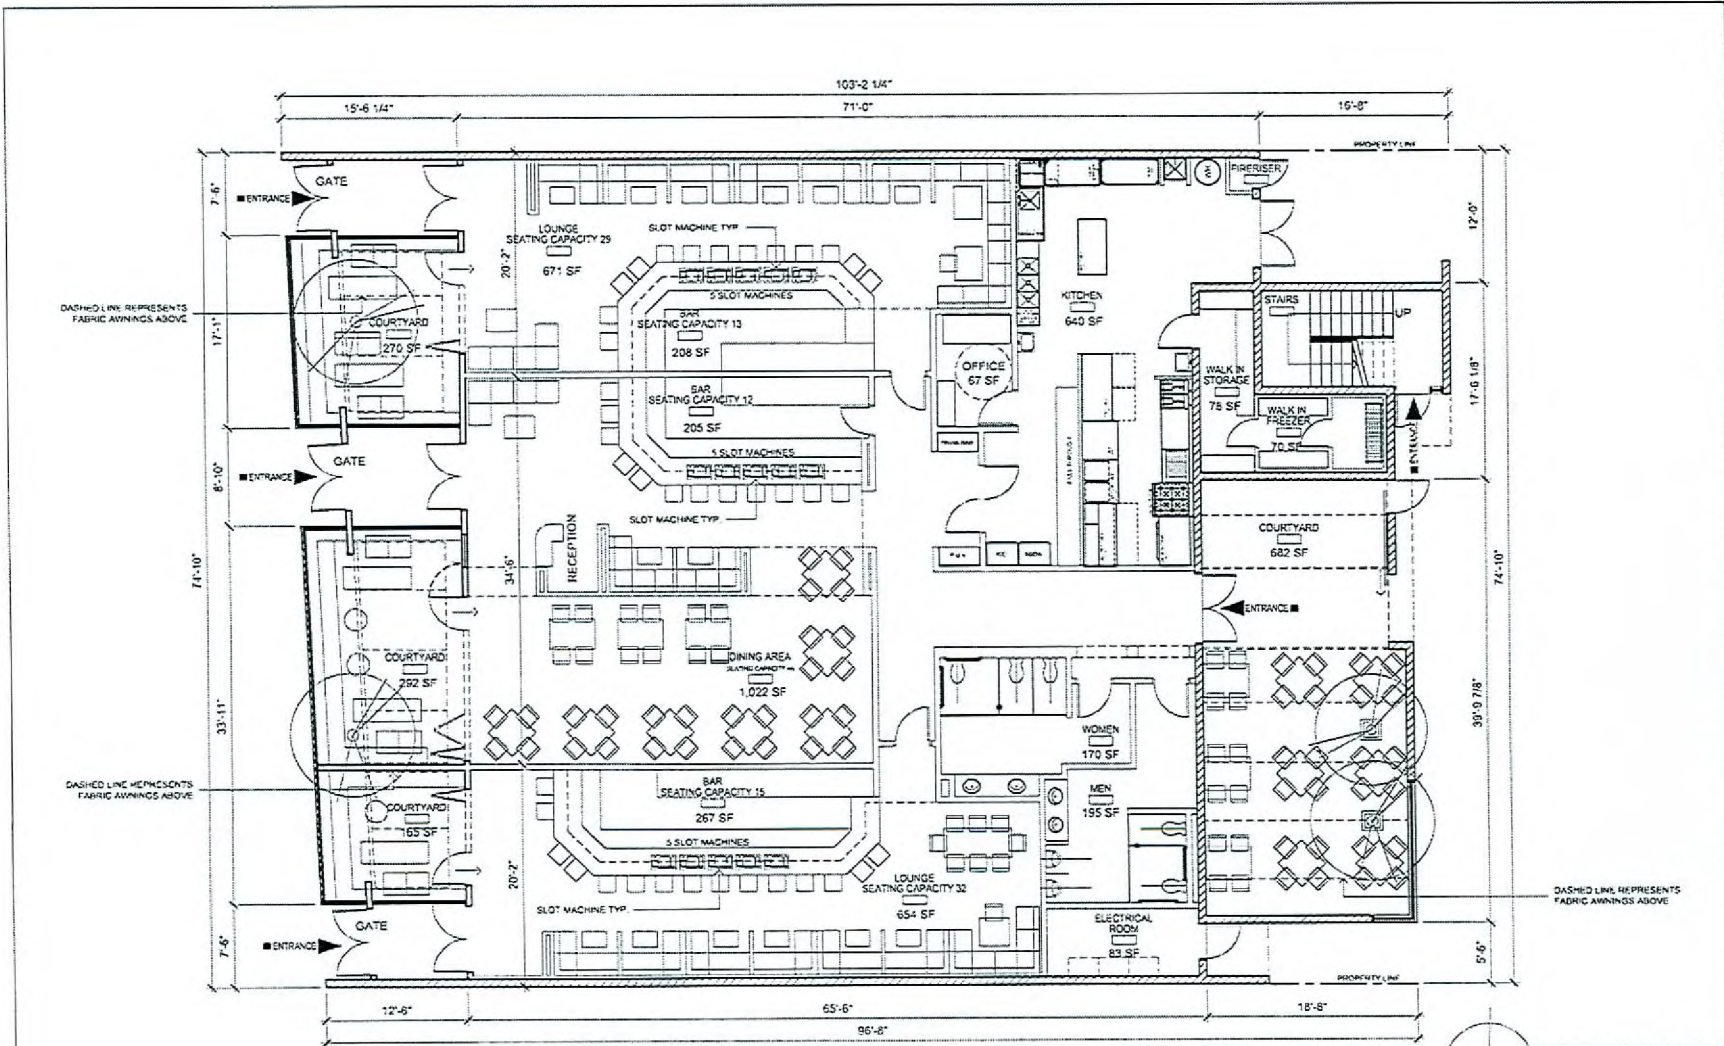 103'-2 1/4"
15'-6 1/4"
71'-0"
16'-8"
PROPERTY LINE
GATE
FIRERISER
WH
7'-6"
■ ENTRANCE
12'-0"
LOUNGE
SEATING CAPACITY 29
671 SF
SLOT MACHINE TYP.
20'-2"
5 SLOT MACHINES
KITCHEN
640 SF
STAIRS
UP
DASHED LINE REPRESENTS
FABRIC AWNINGS ABOVE
COURTYARD
270 SF
17'-1"
BAR
SEATING CAPACITY 13
208 SF
OFFICE
67 SF
WALK IN
STORAGE
78 SF
17'-6 1/8"
BAR
SEATING CAPACITY 12
205 SF
WALK IN
FREEZER
70 SF
ENTRANCE ■
5 SLOT MACHINES
GATE
■ ENTRANCE
8'-10"
SLOT MACHINE TYP.
RECEPTION
COURTYARD
682 SF
74'-10"
74'-10"
34'-6"
ICE
SODA
ENTRANCE ■
COURTYARD
292 SF
DINING AREA
1,022 SF
33'-11"
39'-9 7/8"
WOMEN
170 SF
DASHED LINE REPRESENTS
FABRIC AWNINGS ABOVE
BAR
SEATING CAPACITY 15
267 SF
MEN
195 SF
COURTYARD
165 SF
5 SLOT MACHINES
20'-2"
LOUNGE
SEATING CAPACITY 32
654 SF
SLOT MACHINE TYP.
DASHED LINE REPRESENTS
FABRIC AWNINGS ABOVE
GATE
■ ENTRANCE
7'-6"
ELECTRICAL
ROOM
83 SF
5'-6"
PROPERTY LINE
12'-6"
65'-6"
18'-8"
96'-8"